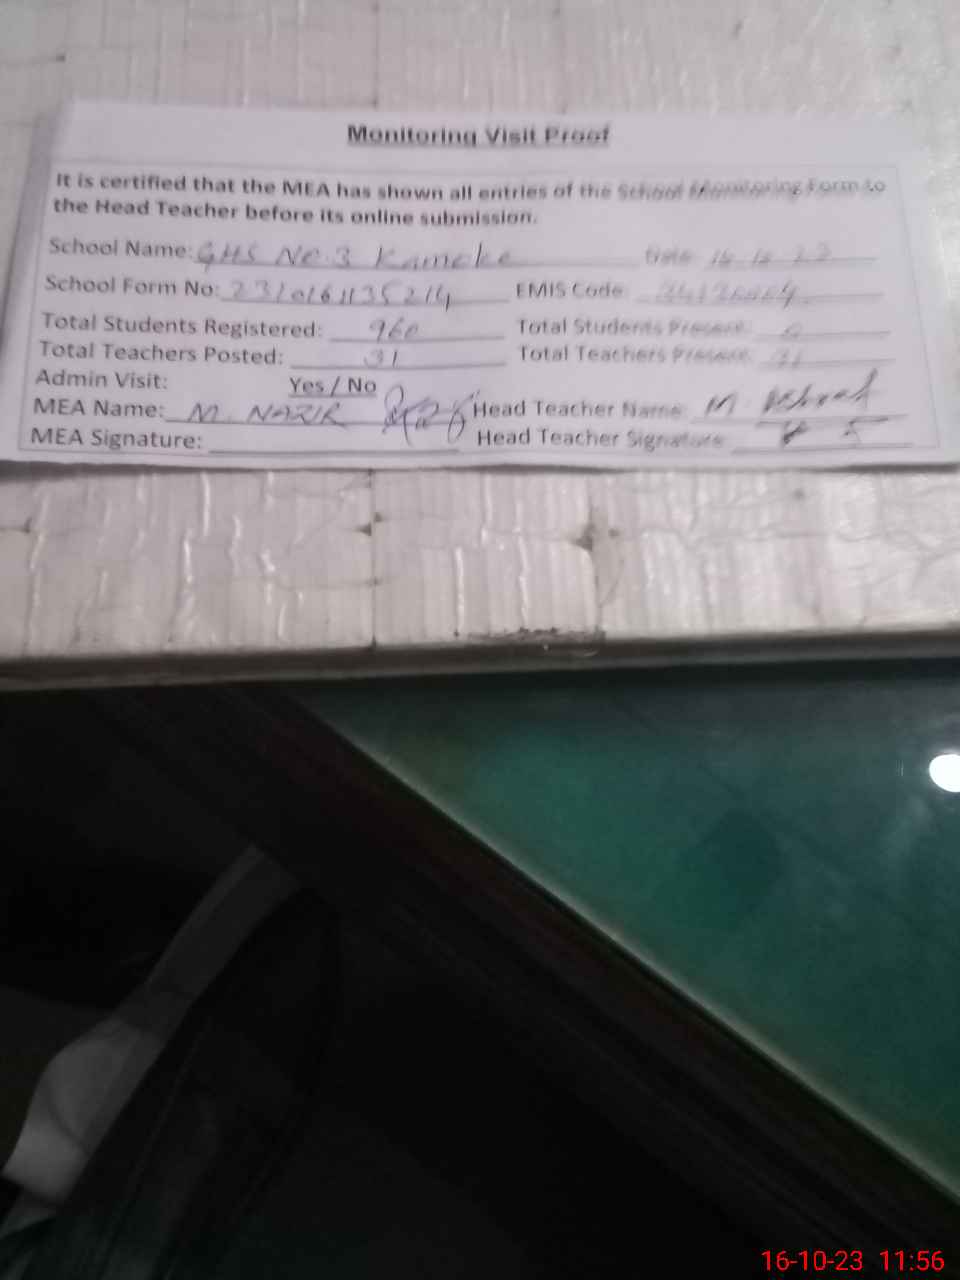 Monitoring Visit Proof
It is certified that the MEA has shown all entries of the School Monitoring Form to
the Head Teacher before its online submission.
School Name: GHS No. 3 Kamoke Date
School Form No: EMIS Code:
Total Students Registered: 960 Total Students Present:
Total Teachers Posted: 31 Total Teachers Present: 31
Admin Visit: Yes / No
MEA Name: M. NAZIR Head Teacher Name: M.
MEA Signature: Head Teacher Signature:
16-10-23 11:56